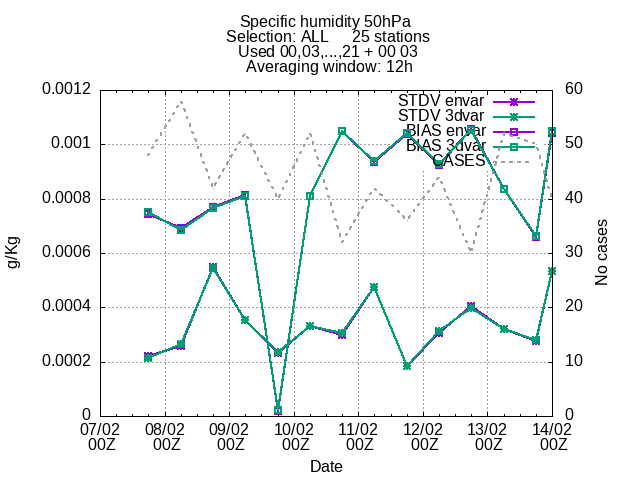 Specific humidity 50hPa
Selection: ALL 25 stations
Used 00,03,...,21 + 00 03
Averaging window: 12h
0.0012
0.001
0.0008
0.0006
0.0004
0.0002
0
60
50
40
30
20
10
0
g/Kg
No cases
STDV envar
STDV 3dvar
BIAS envar
BIAS 3dvar
CASES
07/02 08/02 09/02 10/02 11/02 12/02 13/02 14/02
00Z 00Z 00Z 00Z 00Z 00Z 00Z 00Z
Date